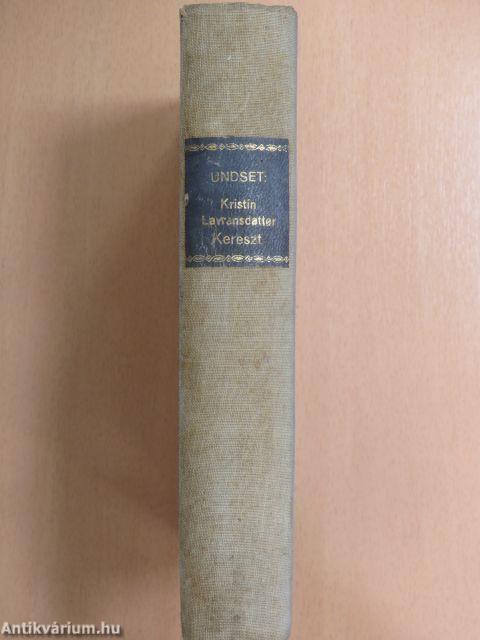 UNDSET:
Kristin
Lavransdatter
Kereszt
Antikvárium.hu